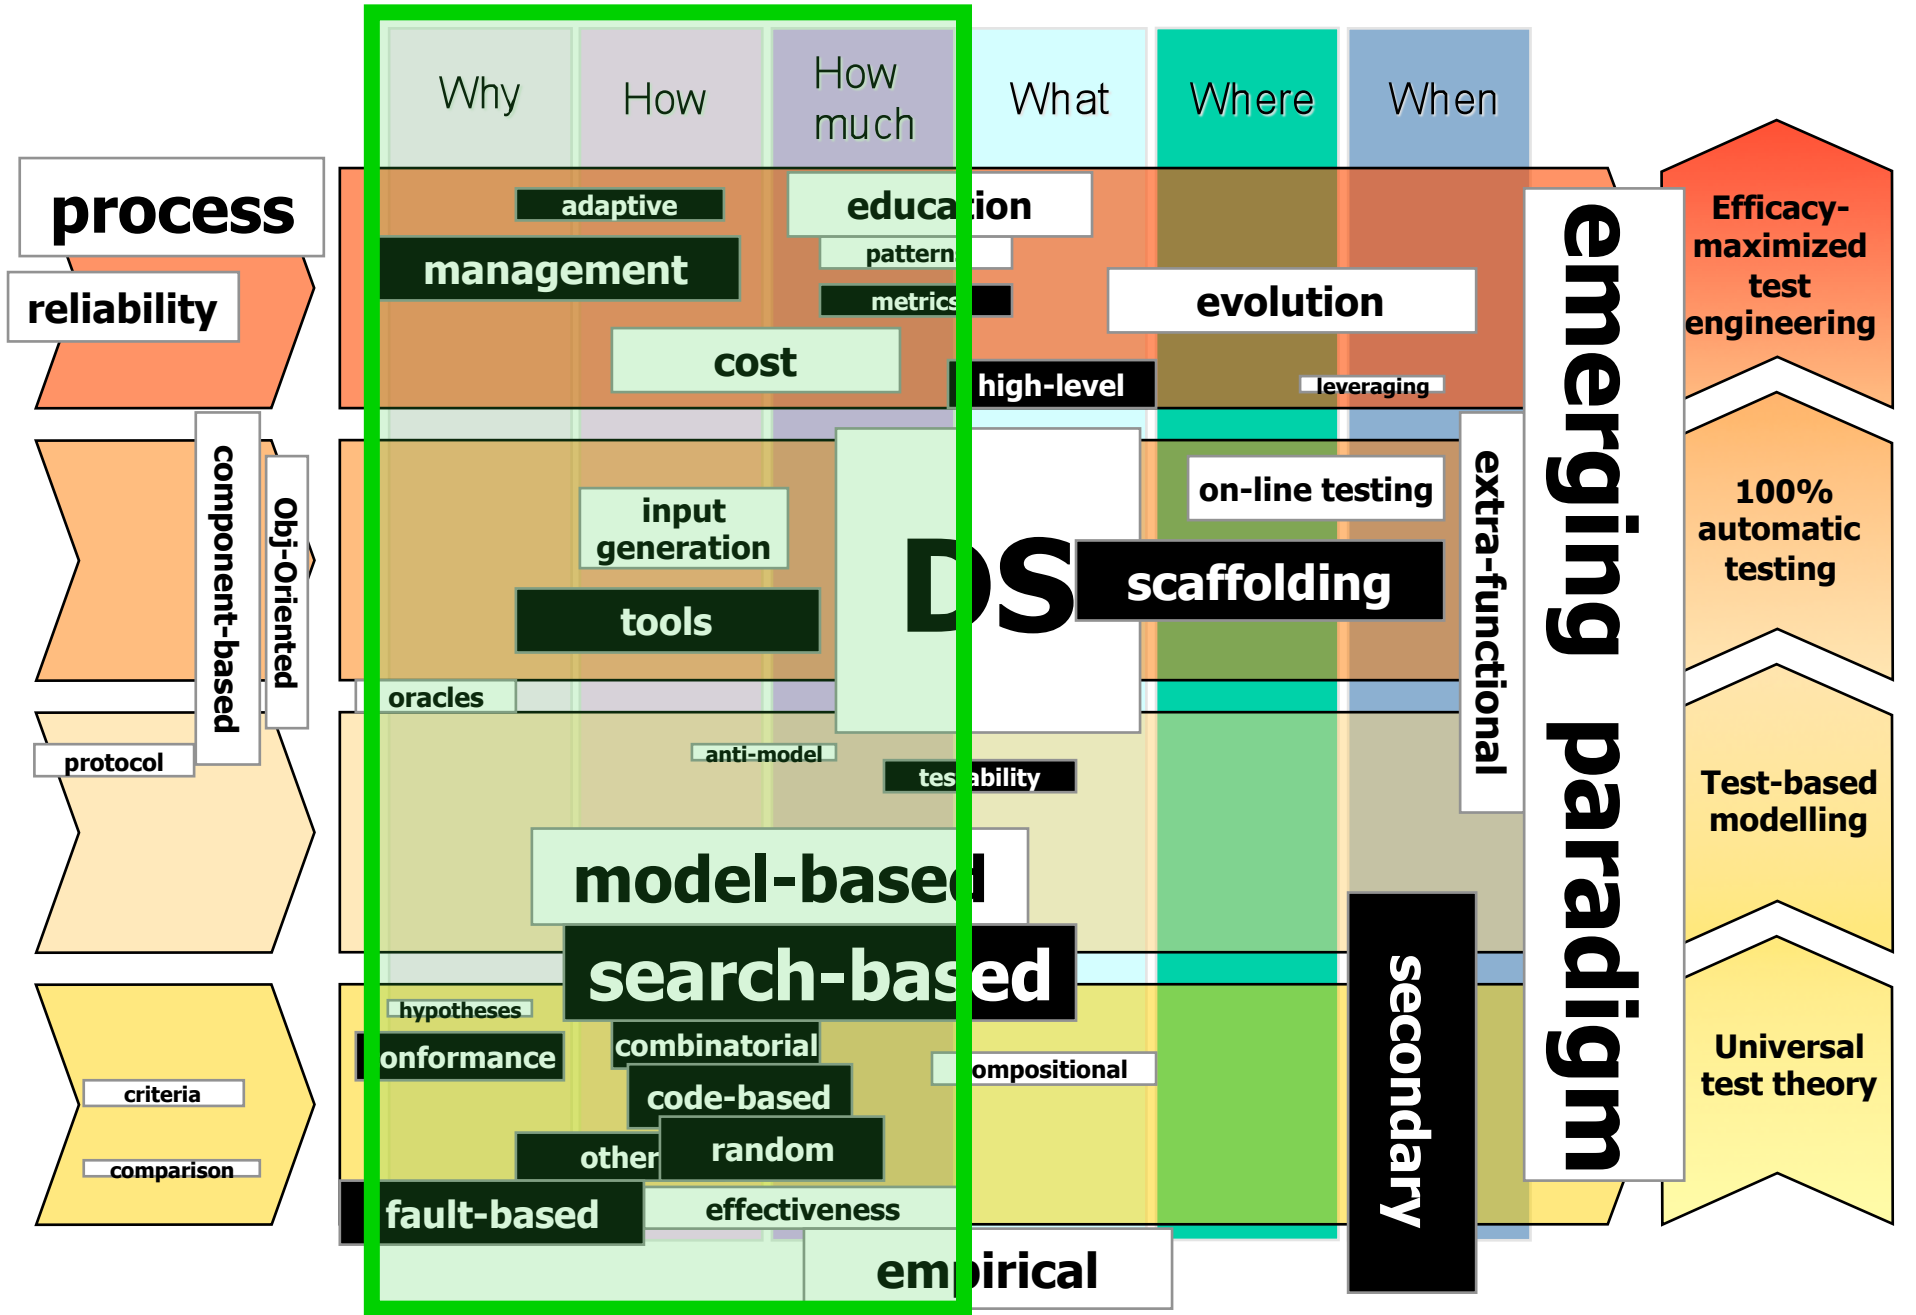 Why
How
How
much
What
Where
When
process
reliability
adaptive
education
management
patterns
metrics
evolution
cost
high-level
leveraging
Efficacy-
maximized
test
engineering
component-based
Obj-Oriented
input
generation
tools
DS
on-line testing
scaffolding
extra-functional
emerging paradigm
100%
automatic
testing
oracles
protocol
anti-model
testability
model-based
search-based
secondary
Test-based
modelling
hypotheses
onformance
combinatorial
ompositional
code-based
other
random
fault-based
effectiveness
empirical
criteria
comparison
Universal
test theory